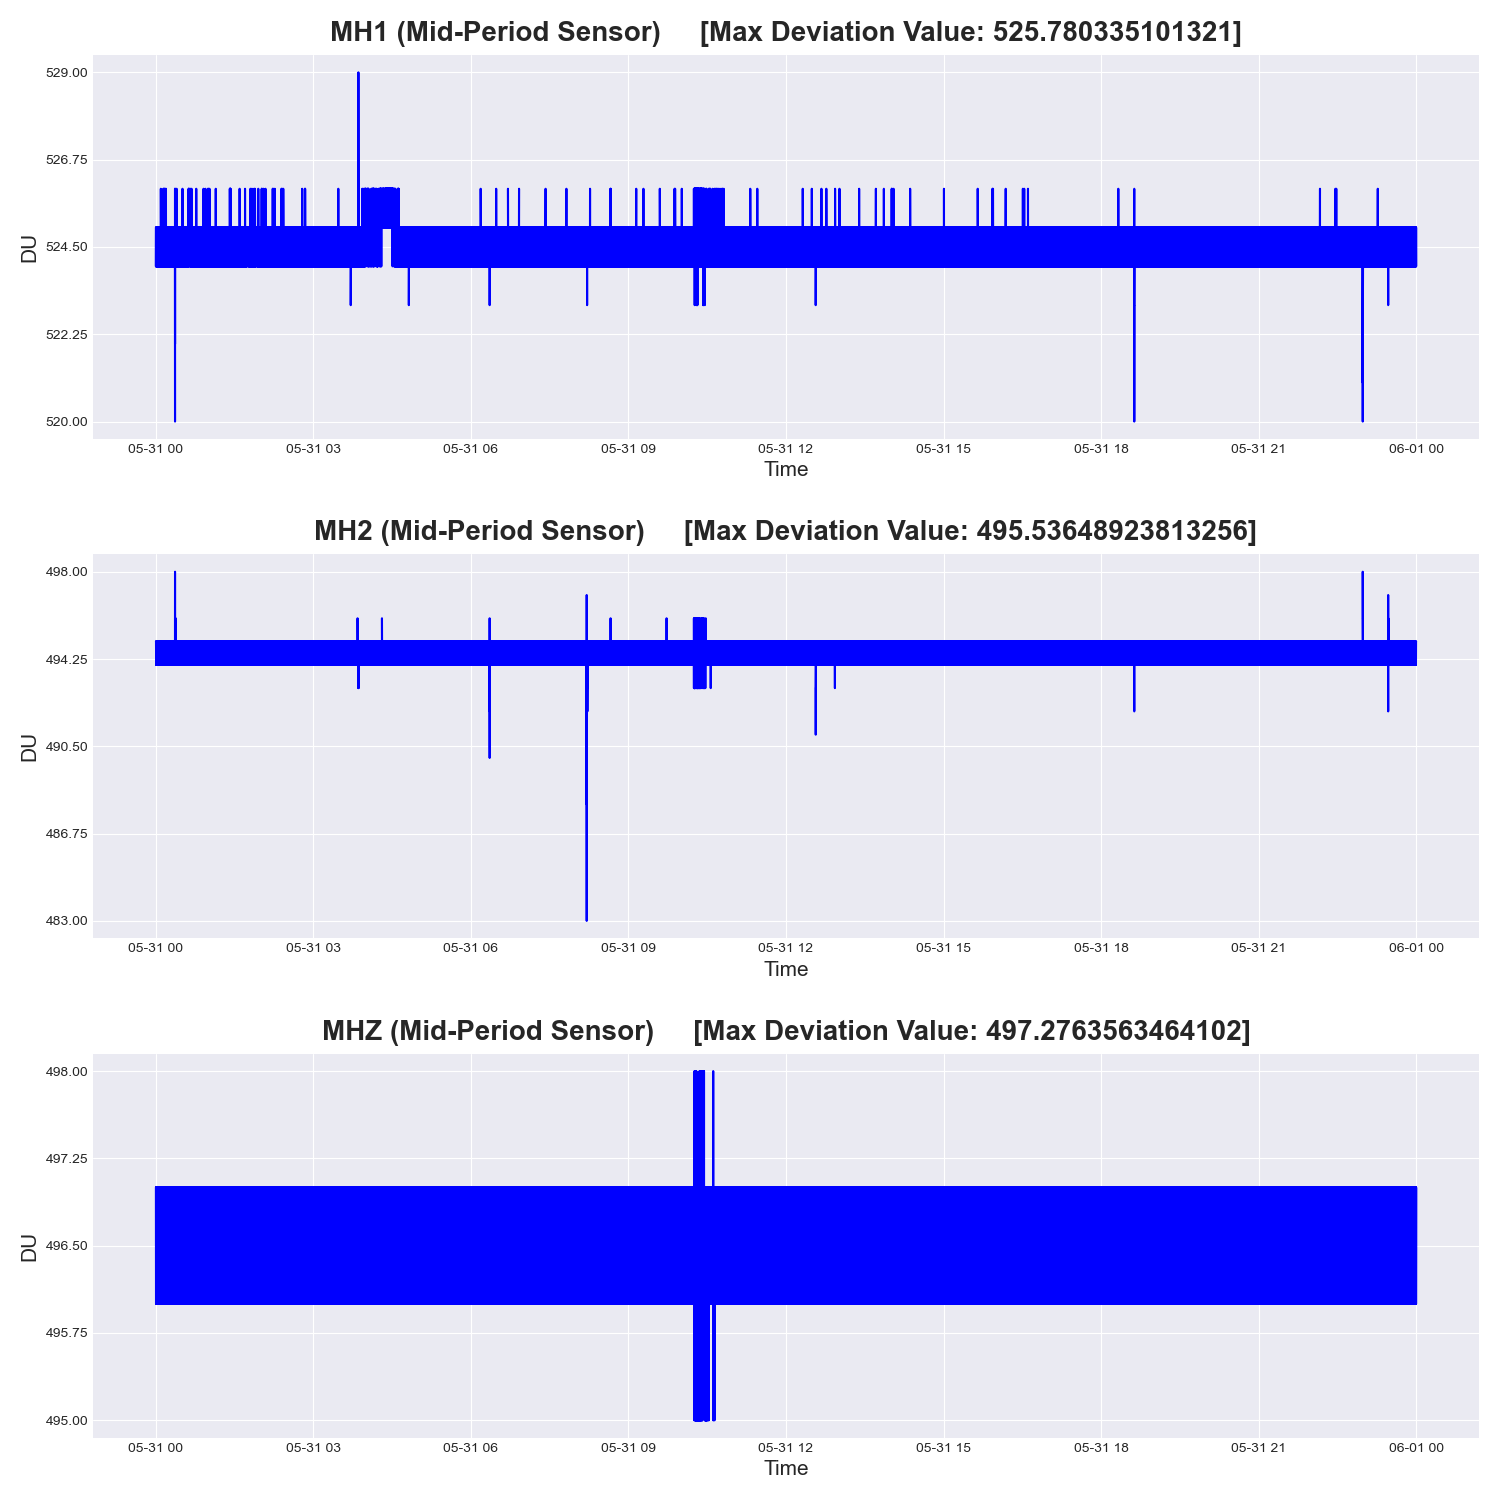 MH1 (Mid-Period Sensor) [Max Deviation Value: 525.780335101321]
529.00
526.75
524.50
522.25
520.00
DU
05-31 00 05-31 03 05-31 06 05-31 09 05-31 12 05-31 15 05-31 18 05-31 21 06-01 00
Time
MH2 (Mid-Period Sensor) [Max Deviation Value: 495.53648923813256]
498.00
494.25
490.50
486.75
483.00
DU
05-31 00 05-31 03 05-31 06 05-31 09 05-31 12 05-31 15 05-31 18 05-31 21 06-01 00
Time
MHZ (Mid-Period Sensor) [Max Deviation Value: 497.2763563464102]
498.00
497.25
496.50
495.75
495.00
DU
05-31 00 05-31 03 05-31 06 05-31 09 05-31 12 05-31 15 05-31 18 05-31 21 06-01 00
Time